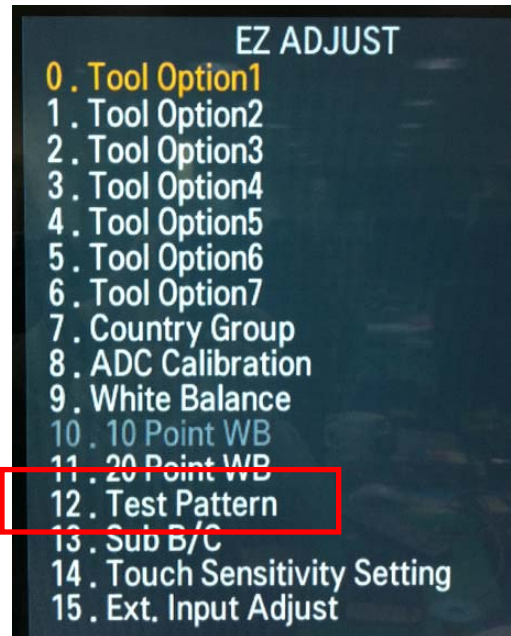 EZ ADJUST
0 . Tool Option1
1 . Tool Option2
2 . Tool Option3
3 . Tool Option4
4 . Tool Option5
5 . Tool Option6
6 . Tool Option7
7 . Country Group
8 . ADC Calibration
9 . White Balance
10 . 10 Point WB
11 . 20 Point WB
12 . Test Pattern
13 . Sub B/C
14 . Touch Sensitivity Setting
15 . Ext. Input Adjust